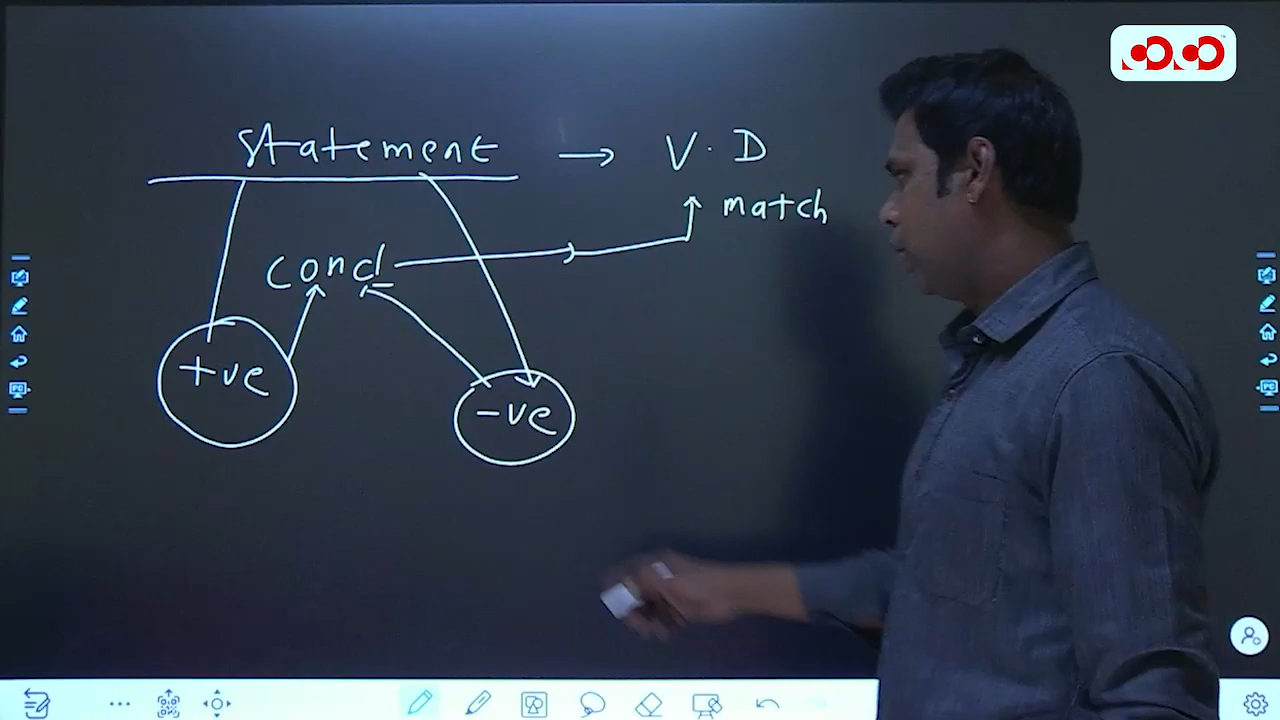 Statement → V. D
match
concl
+ve
-ve